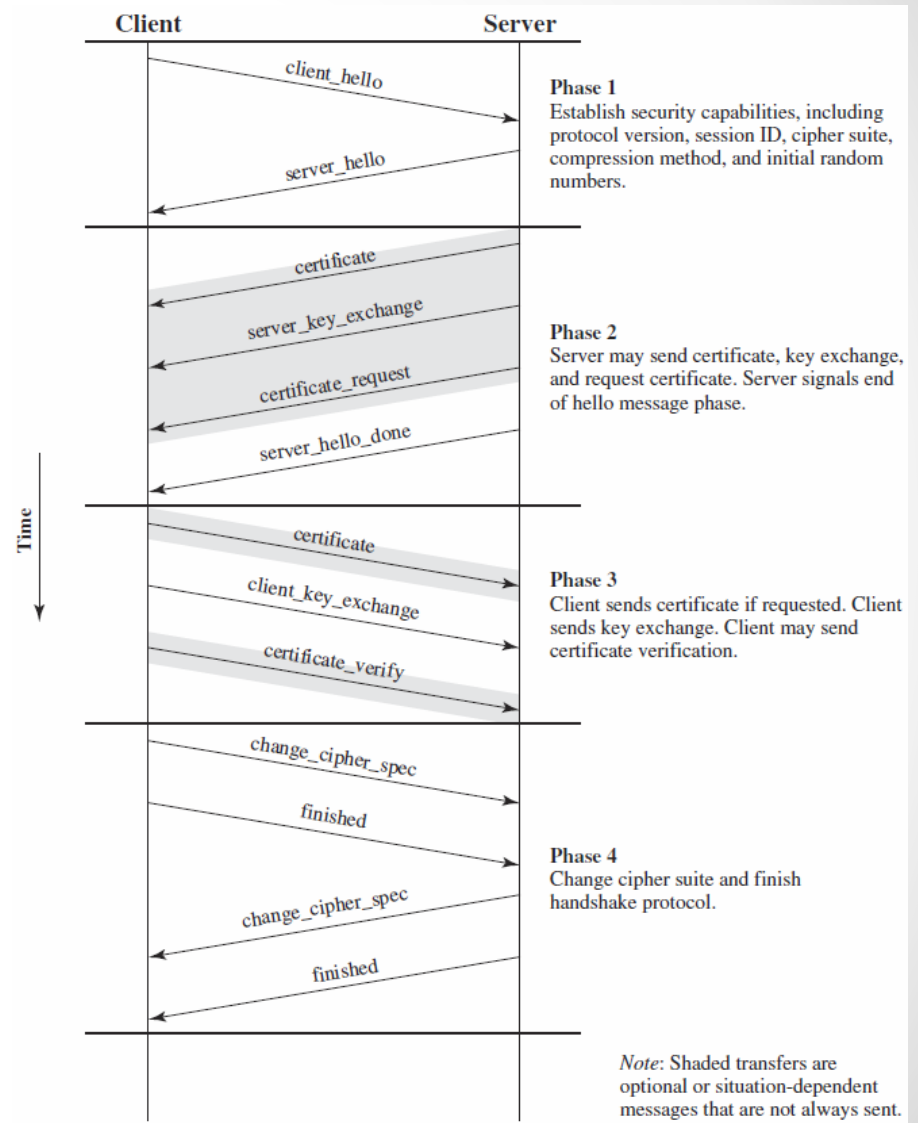 Client
Server
client_hello
Phase 1
Establish security capabilities, including
protocol version, session ID, cipher suite,
compression method, and initial random
numbers.
server_hello
certificate
server_key_exchange
certificate_request
server_hello_done
Phase 2
Server may send certificate, key exchange,
and request certificate. Server signals end
of hello message phase.
Time
certificate
client_key_exchange
certificate_verify
Phase 3
Client sends certificate if requested. Client
sends key exchange. Client may send
certificate verification.
change_cipher_spec
finished
change_cipher_spec
finished
Phase 4
Change cipher suite and finish
handshake protocol.
Note: Shaded transfers are
optional or situation-dependent
messages that are not always sent.